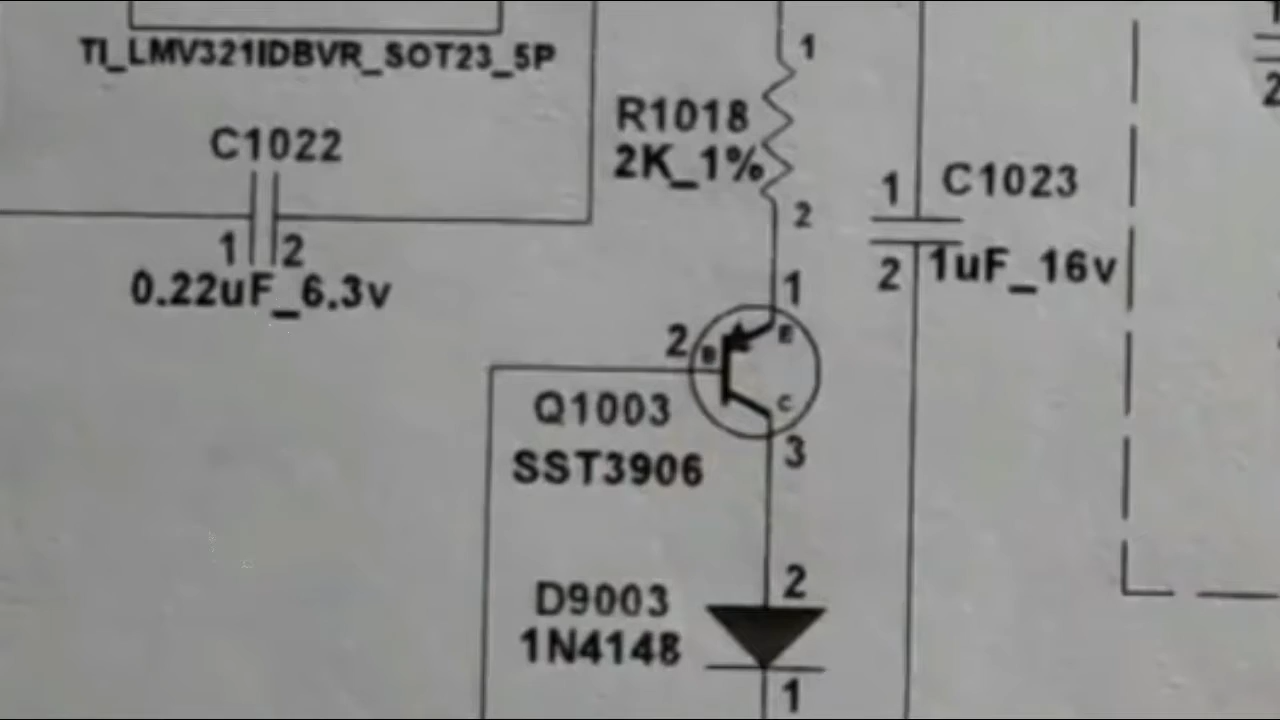 TI_LMV321IDBVR_SOT23_5P
1
R1018
2K_1%
2
C1022
1 2
0.22uF_6.3v
1
C1023
2
1uF_16v
1
2
B
E
C
Q1003
SST3906
3
2
D9003
1N4148
1
2